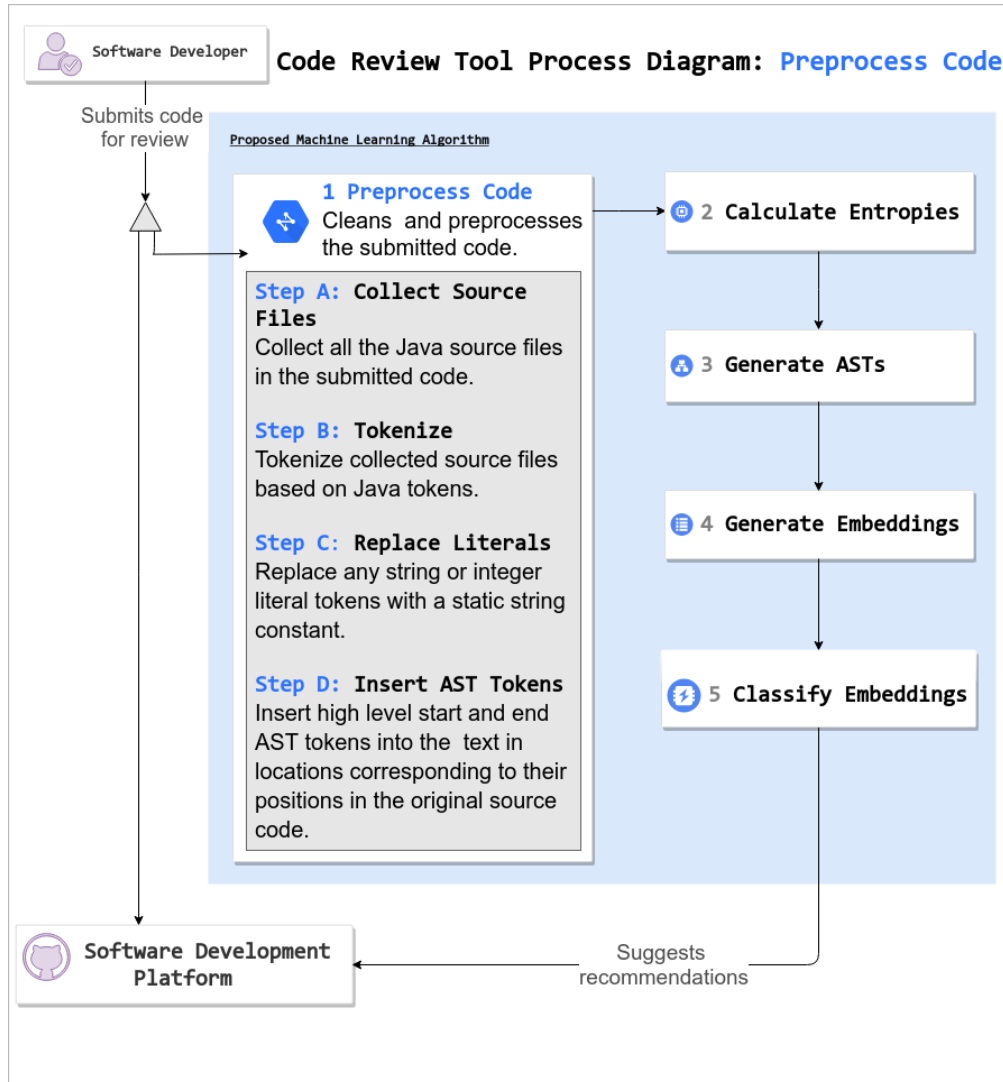 Software Developer
Code Review Tool Process Diagram: Preprocess Code
Submits code
for review
Proposed Machine Learning Algorithm
1 Preprocess Code
Cleans and preprocesses
the submitted code.
Step A: Collect Source
Files
Collect all the Java source files
in the submitted code.
Step B: Tokenize
Tokenize collected source files
based on Java tokens.
Step C: Replace Literals
Replace any string or integer
literal tokens with a static string
constant.
Step D: Insert AST Tokens
Insert high level start and end
AST tokens into the text in
locations corresponding to their
positions in the original source
code.
2 Calculate Entropies
3 Generate ASTs
4 Generate Embeddings
5 Classify Embeddings
Suggests
recommendations
Software Development
Platform